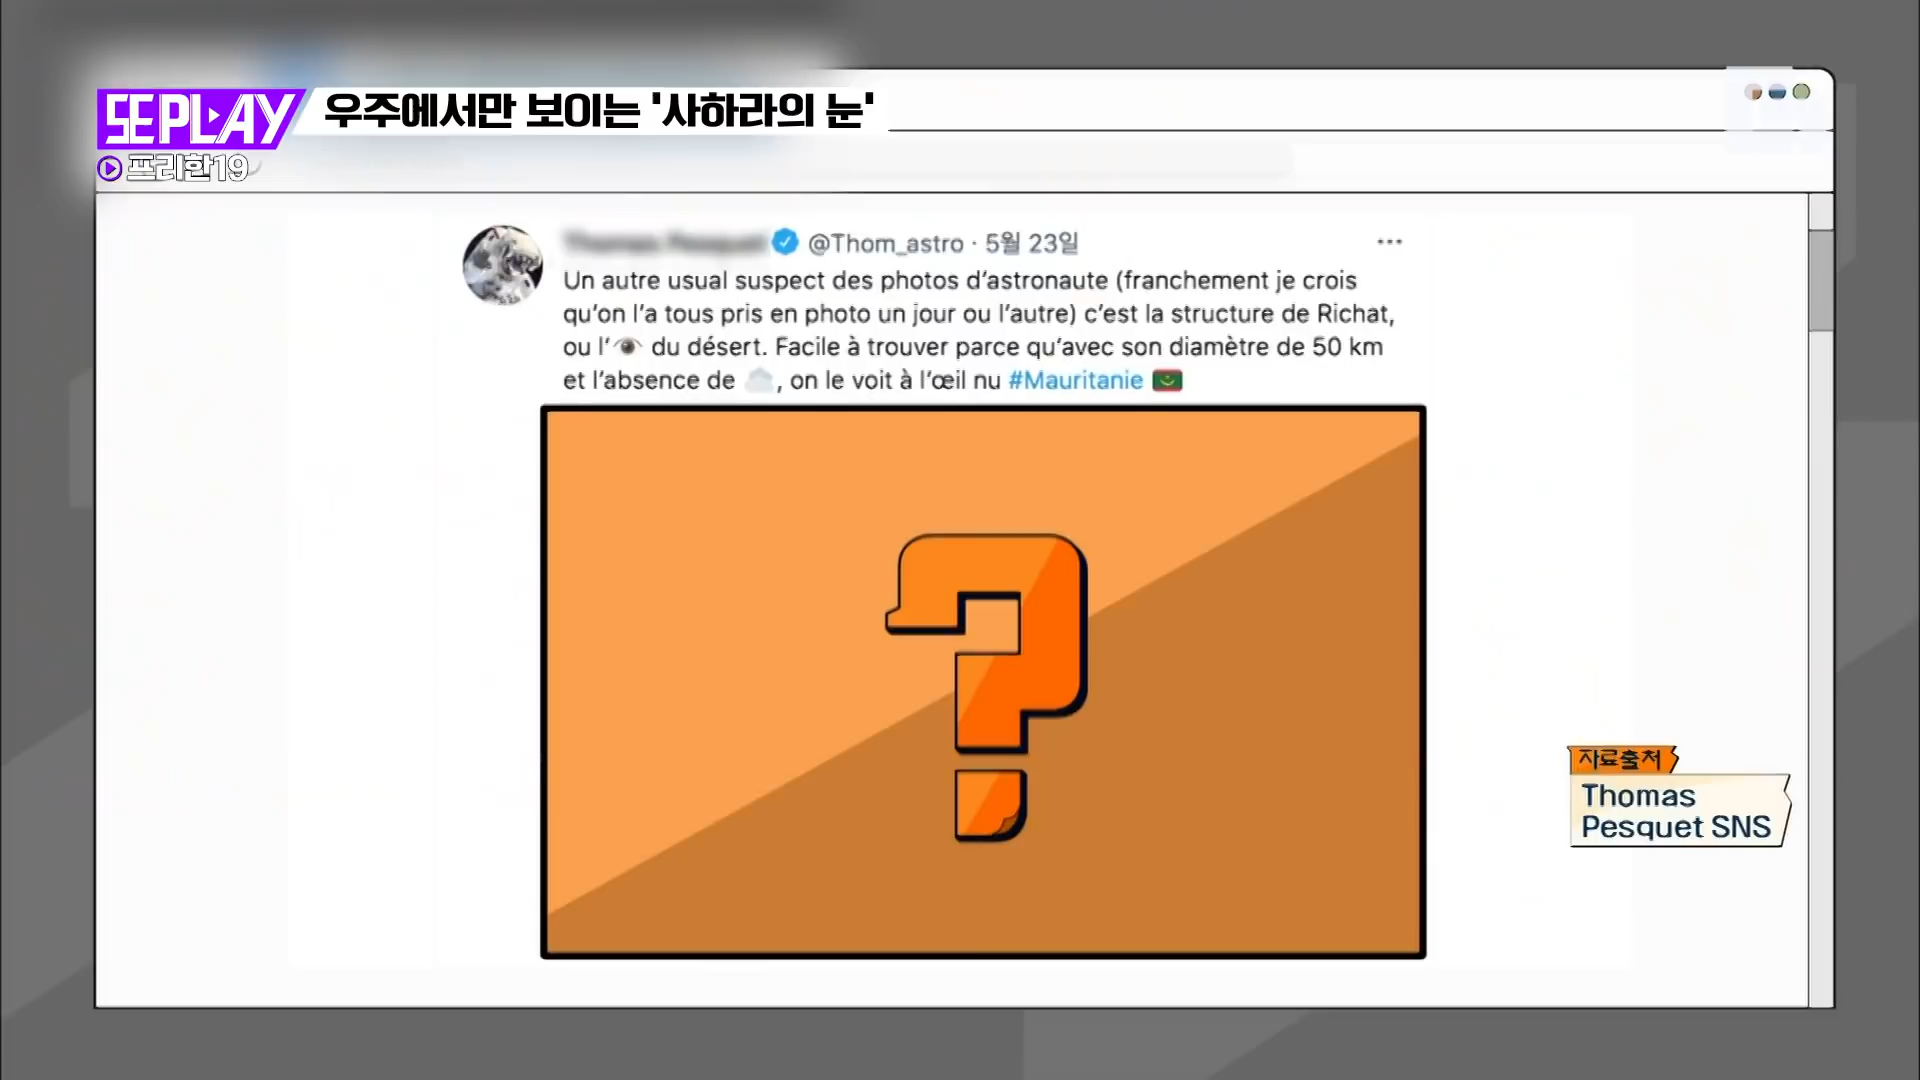 SEPLAY
우주에서만 보이는 '사하라의 눈'
프리한19
@Thom_astro · 5월 23일
Un autre usual suspect des photos d'astronaute (franchement je crois
qu'on l'a tous pris en photo un jour ou l'autre) c'est la structure de Richat,
ou l'👁 du désert. Facile à trouver parce qu'avec son diamètre de 50 km
et l'absence de ☁️, on le voit à l'œil nu #Mauritanie 🇲🇷
?
자료출처
Thomas
Pesquet SNS